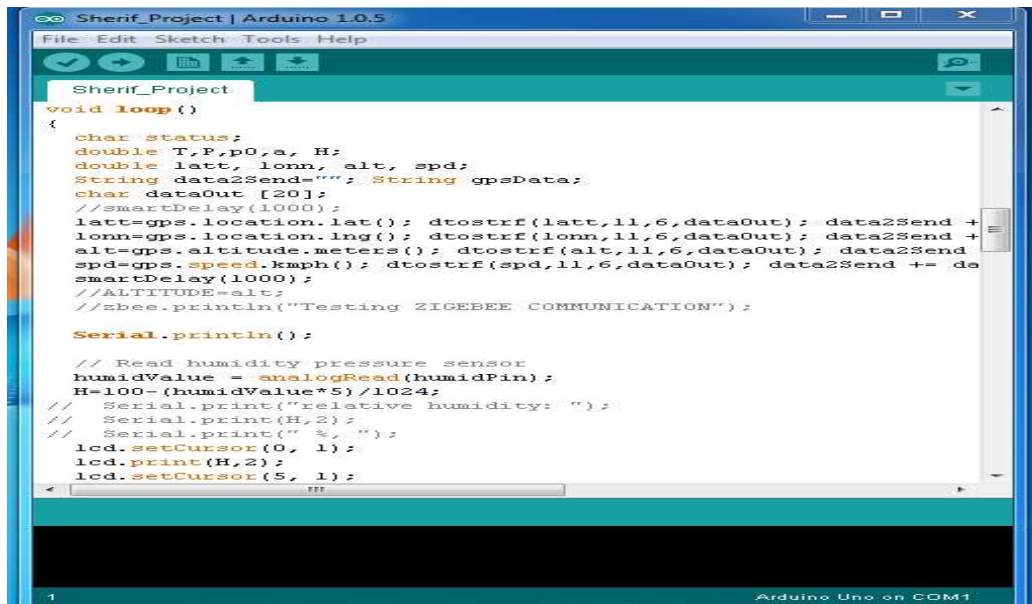 Sherif_Project | Arduino 1.0.5
File Edit Sketch Tools Help
Sherif_Project
void loop()
{
char status;
double T,P,p0,a, H;
double latt, lonn, alt, spd;
String data2Send=""; String gpsData;
char dataOut [20];
//smartDelay(1000);
latt=gps.location.lat(); dtostrf(latt,11,6,dataOut); data2Send +
lonn=gps.location.lng(); dtostrf(lonn,11,6,dataOut); data2Send +
alt=gps.altitude.meters(); dtostrf(alt,11,6,dataOut); data2Send
spd=gps.speed.kmph(); dtostrf(spd,11,6,dataOut); data2Send += da
smartDelay(1000);
//ALTITUDE=alt;
//zbee.println("Testing ZIGEBEE COMMUNICATION");
Serial.println();
// Read humidity pressure sensor
humidValue = analogRead(humidPin);
H=100-(humidValue*5)/1024;
// Serial.print("relative humidity: ");
// Serial.print(H,2);
// Serial.print(" %, ");
lcd.setCursor(0, 1);
lcd.print(H,2);
lcd.setCursor(5, 1);
1
Arduino Uno on COM1